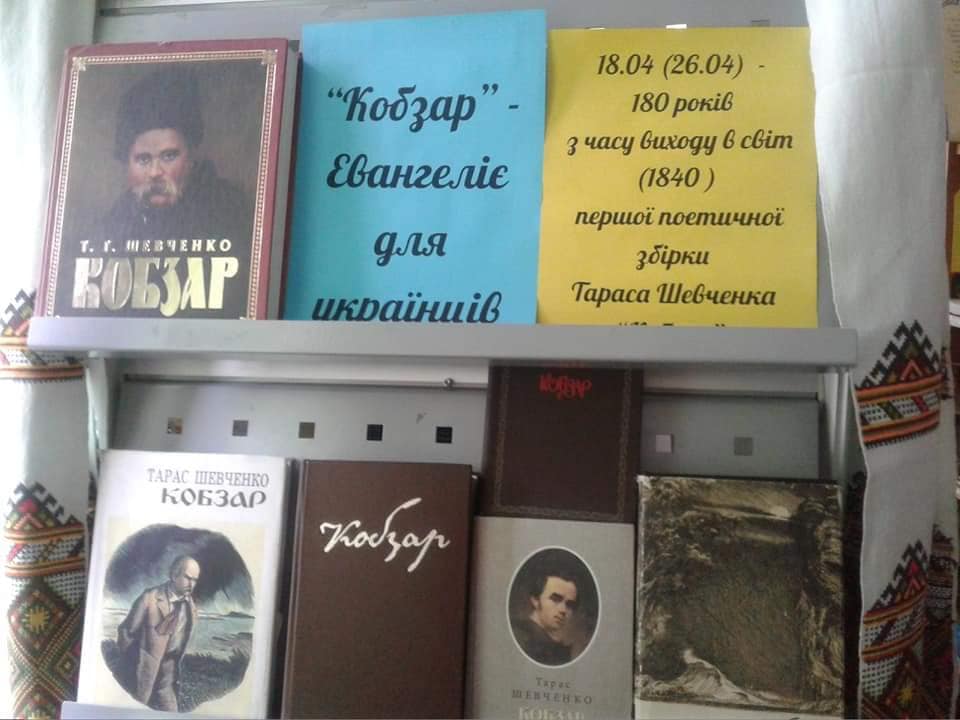 Т. Г. ШЕВЧЕНКО
КОБЗАР
“Кобзар” -
Евангеліє
для
українців
18.04 (26.04) -
180 років
з часу виходу в світ
(1840 )
першої поетичної
збірки
Тараса Шевченка
КОБЗАР
ТАРАС ШЕВЧЕНКО
КОБЗАР
Кобзар
Тарас
ШЕВЧЕНКО
КОБЗАР